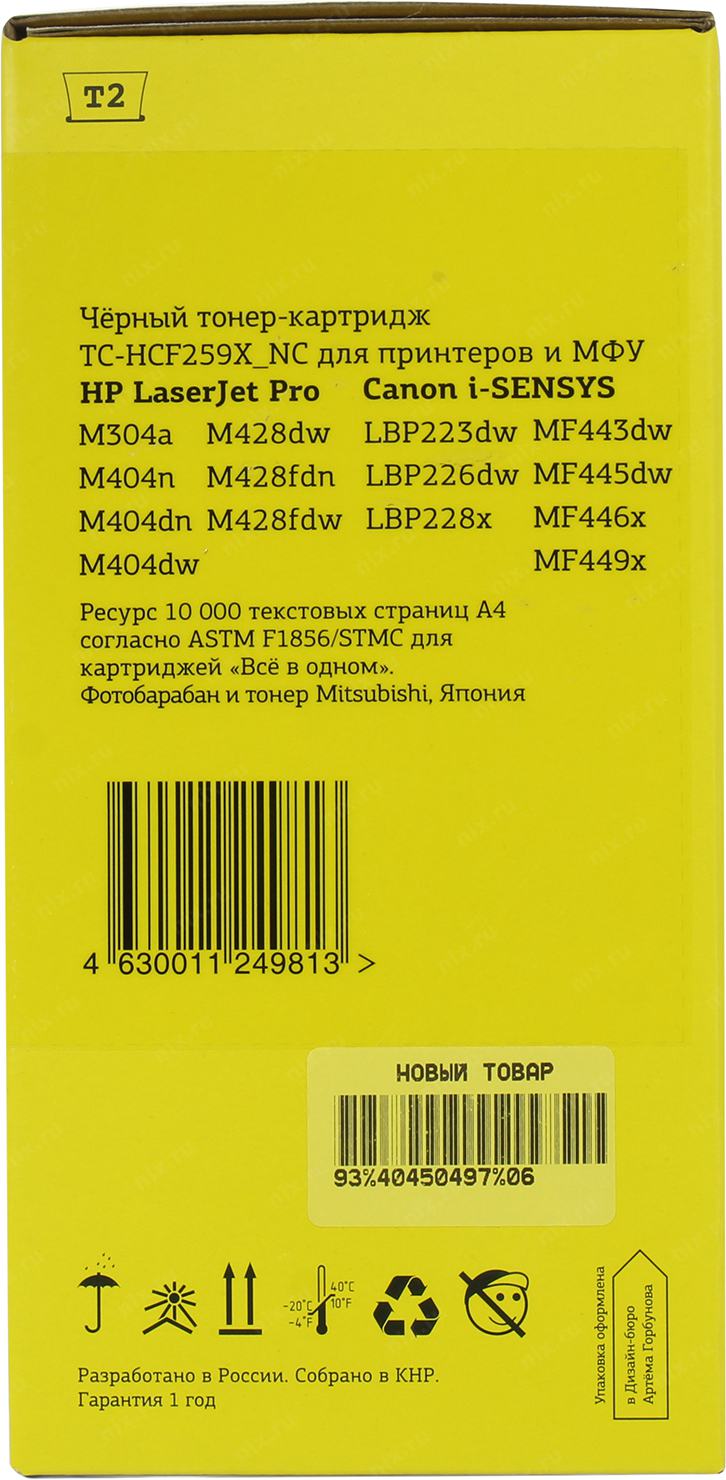 T2
Чёрный тонер-картридж
TC-HCF259X_NC для принтеров и МФУ
HP LaserJet Pro Canon i-SENSYS
M304a M428dw LBP223dw MF443dw
M404n M428fdn LBP226dw MF445dw
M404dn M428fdw LBP228x MF446x
M404dw MF449x
Ресурс 10 000 текстовых страниц А4
согласно ASTM F1856/STMC для
картриджей «Всё в одном».
Фотобарабан и тонер Mitsubishi, Япония
4 630011 249813 >
НОВЫЙ ТОВАР
93%40450497%06
40°C
-20°C 10°F
-4°F
Разработано в России. Собрано в КНР.
Гарантия 1 год
Упаковка оформлена
в Дизайн-бюро
Артёма Горбунова
nix.ru